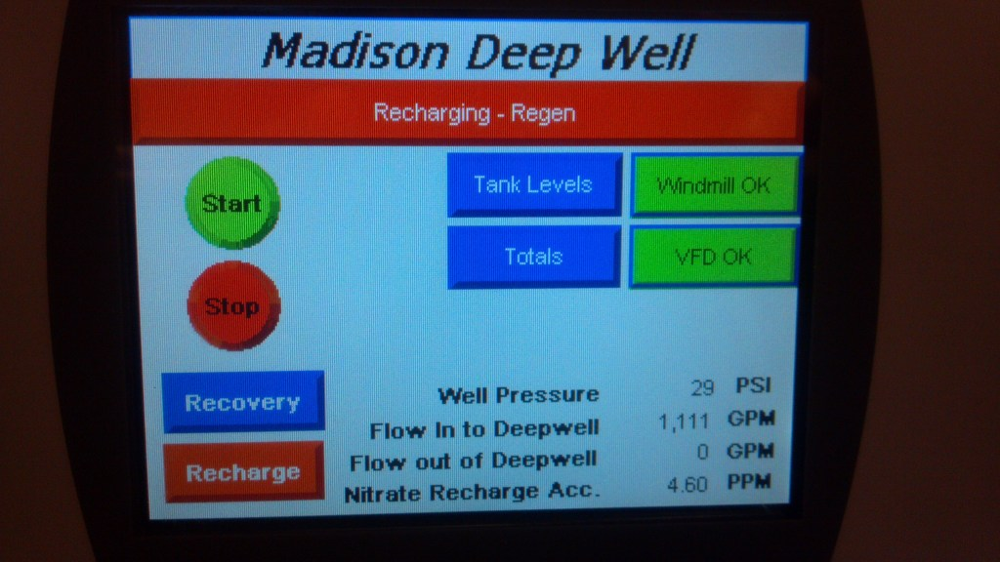 Madison Deep Well
Recharging - Regen
Start
Stop
Tank Levels
Windmill OK
Totals
VFD OK
Recovery
Recharge
Well Pressure 29 PSI
Flow In to Deepwell 1,111 GPM
Flow out of Deepwell 0 GPM
Nitrate Recharge Acc. 4.60 PPM